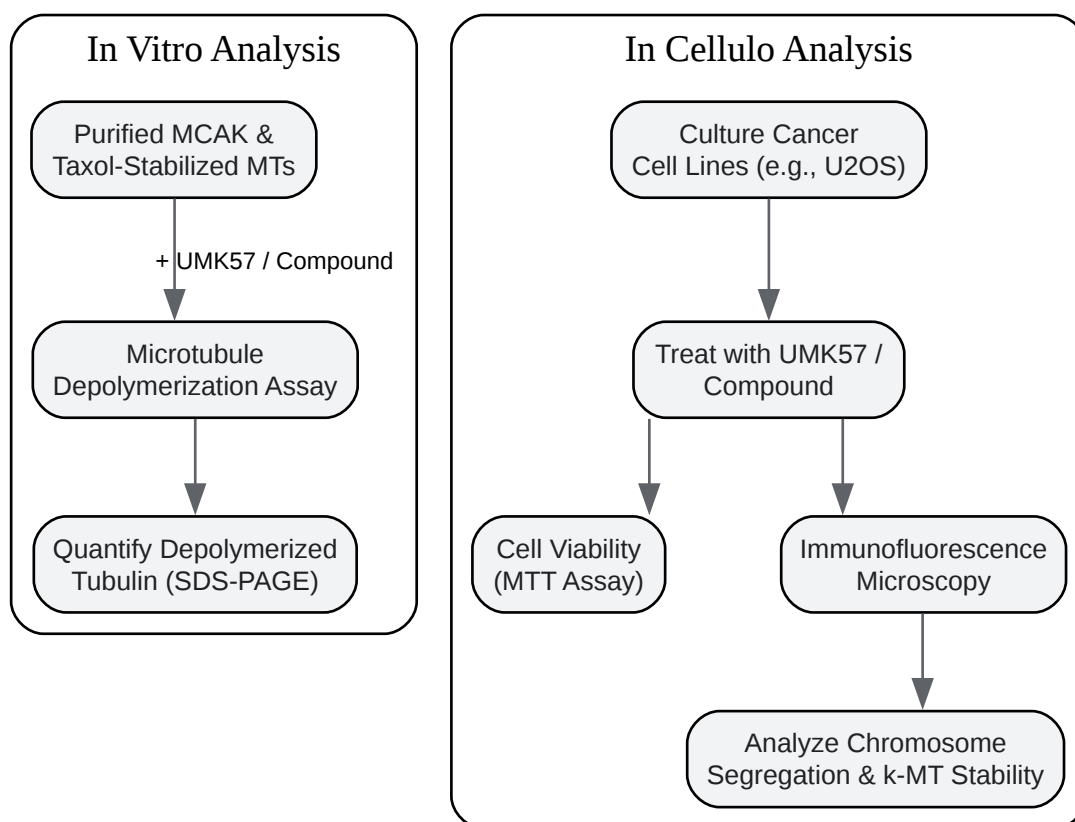 In Vitro Analysis
Purified MCAK &
Taxol-Stabilized MTs
+ UMK57 / Compound
Microtubule
Depolymerization Assay
Quantify Depolymerized
Tubulin (SDS-PAGE)
In Cellulo Analysis
Culture Cancer
Cell Lines (e.g., U2OS)
Treat with UMK57 /
Compound
Cell Viability
(MTT Assay)
Immunofluorescence
Microscopy
Analyze Chromosome
Segregation & k-MT Stability